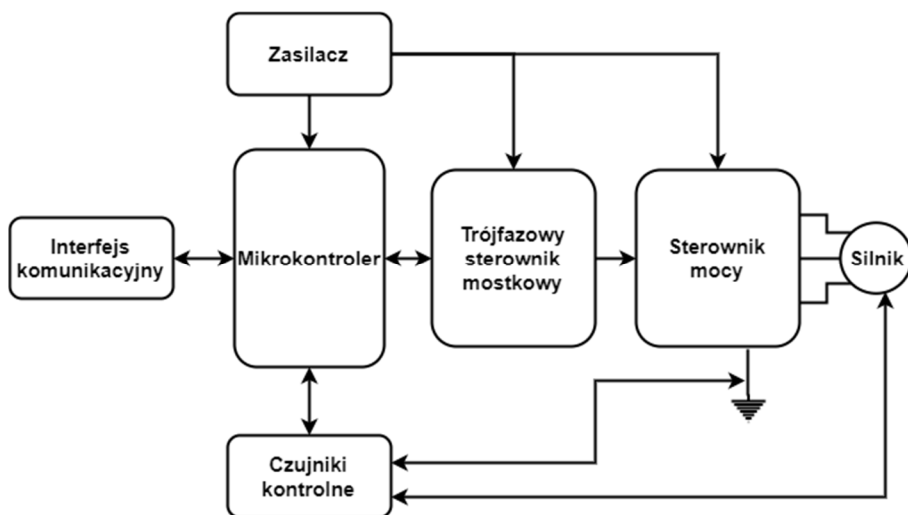 Zasilacz
Interfejs
komunikacyjny
Mikrokontroler
Trójfazowy
sterownik
mostkowy
Sterownik
mocy
Silnik
Czujniki
kontrolne